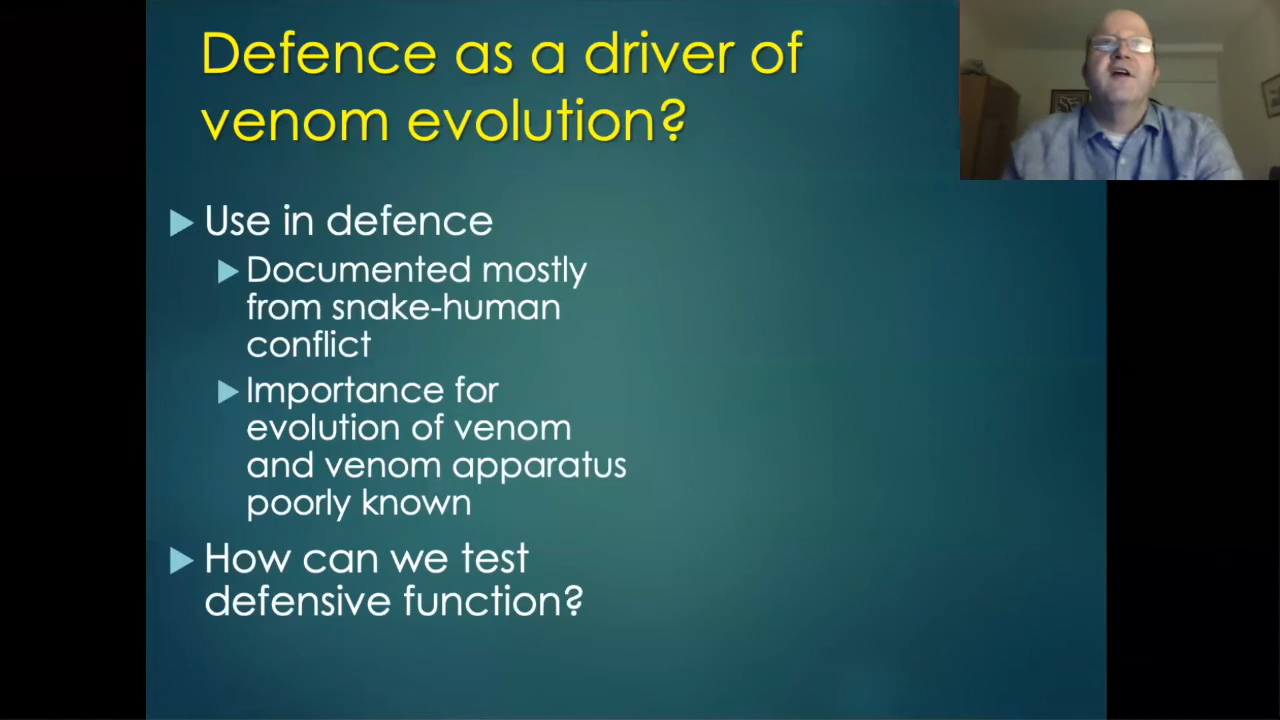 Defence as a driver of
venom evolution?
Use in defence
Documented mostly
from snake-human
conflict
Importance for
evolution of venom
and venom apparatus
poorly known
How can we test
defensive function?